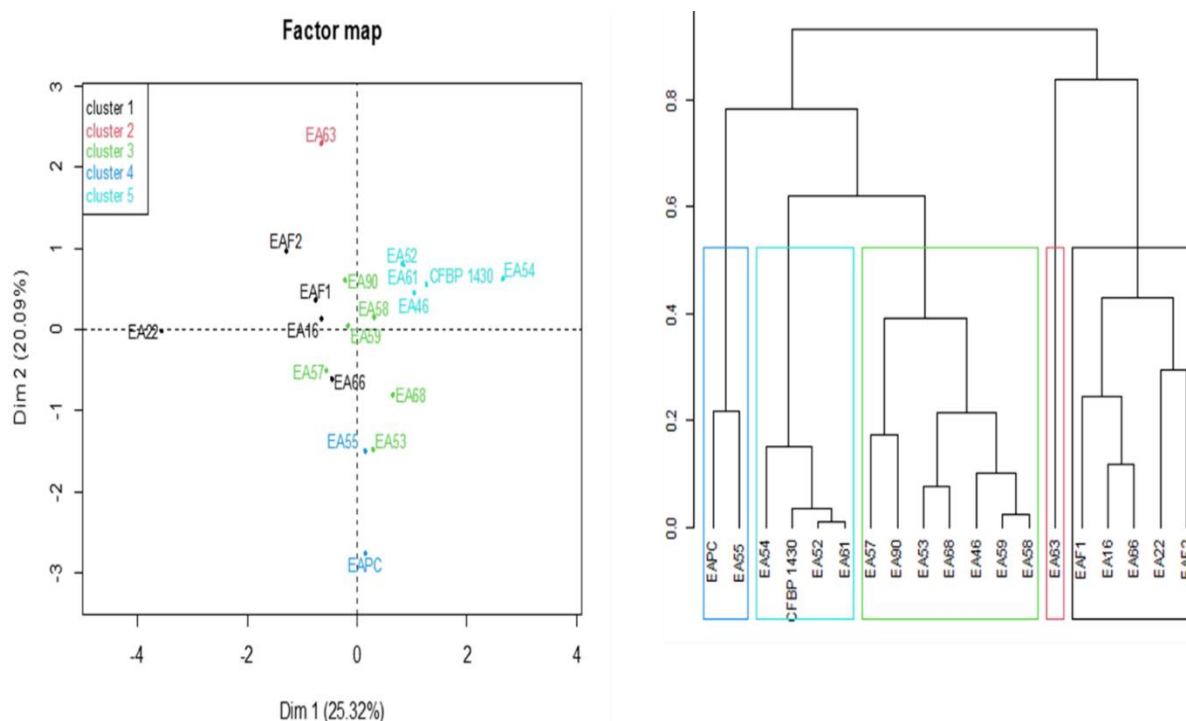 Factor map
cluster 1
cluster 2
cluster 3
cluster 4
cluster 5
EA63
EAF2
EA52
EA61
CFBP 1430
EA54
EA90
EA46
EAF1
EA58
EA16
EA59
EA22
EA57
EA66
EA68
EA55
EA53
EAPC
3
2
1
0
-1
-2
-3
Dim 2 (20.09%)
-4
-2
0
2
4
Dim 1 (25.32%)
0.8
0.6
0.4
0.2
0.0
EAPC
EA55
EA54
CFBP 1430
EA52
EA61
EA57
EA90
EA53
EA68
EA46
EA59
EA58
EA63
EAF1
EA16
EA66
EA22
EAF2